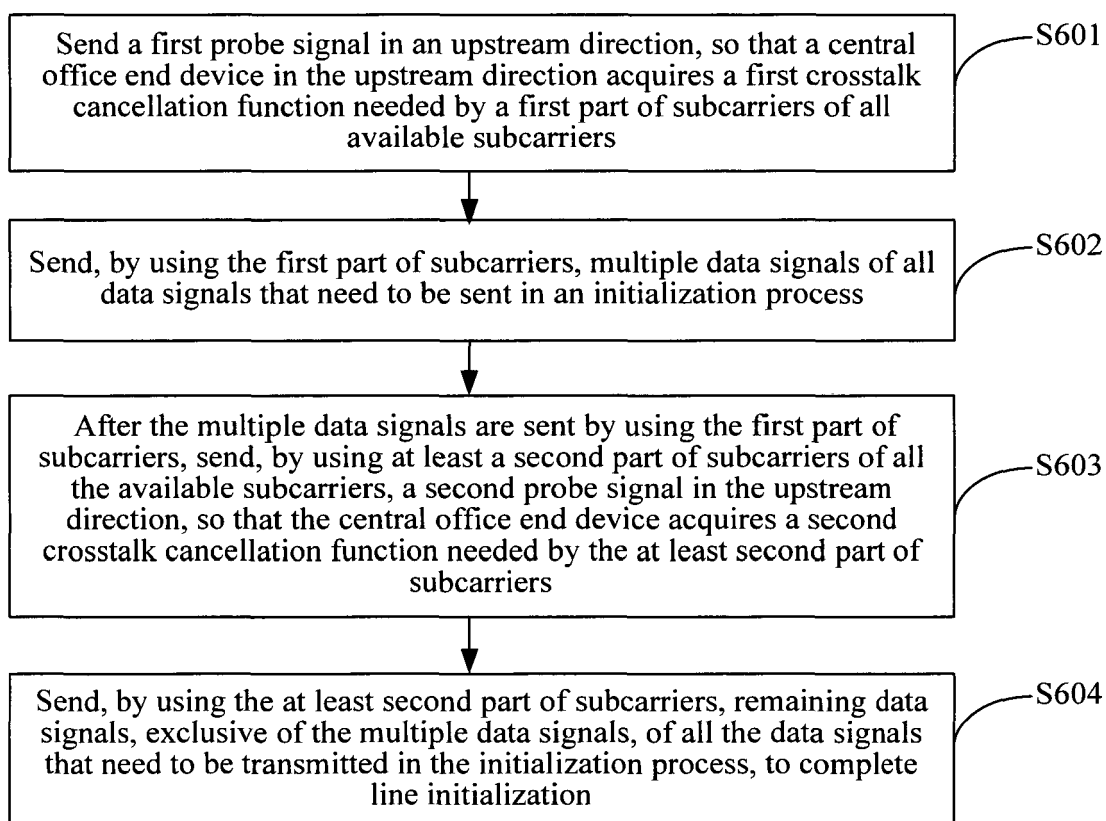 Send a first probe signal in an upstream direction, so that a central
office end device in the upstream direction acquires a first crosstalk
cancellation function needed by a first part of subcarriers of all
available subcarriers
S601
Send, by using the first part of subcarriers, multiple data signals of all
data signals that need to be sent in an initialization process
S602
After the multiple data signals are sent by using the first part of
subcarriers, send, by using at least a second part of subcarriers of all
the available subcarriers, a second probe signal in the upstream
direction, so that the central office end device acquires a second
crosstalk cancellation function needed by the at least second part of
subcarriers
S603
Send, by using the at least second part of subcarriers, remaining data
signals, exclusive of the multiple data signals, of all the data signals
that need to be transmitted in the initialization process, to complete
line initialization
S604